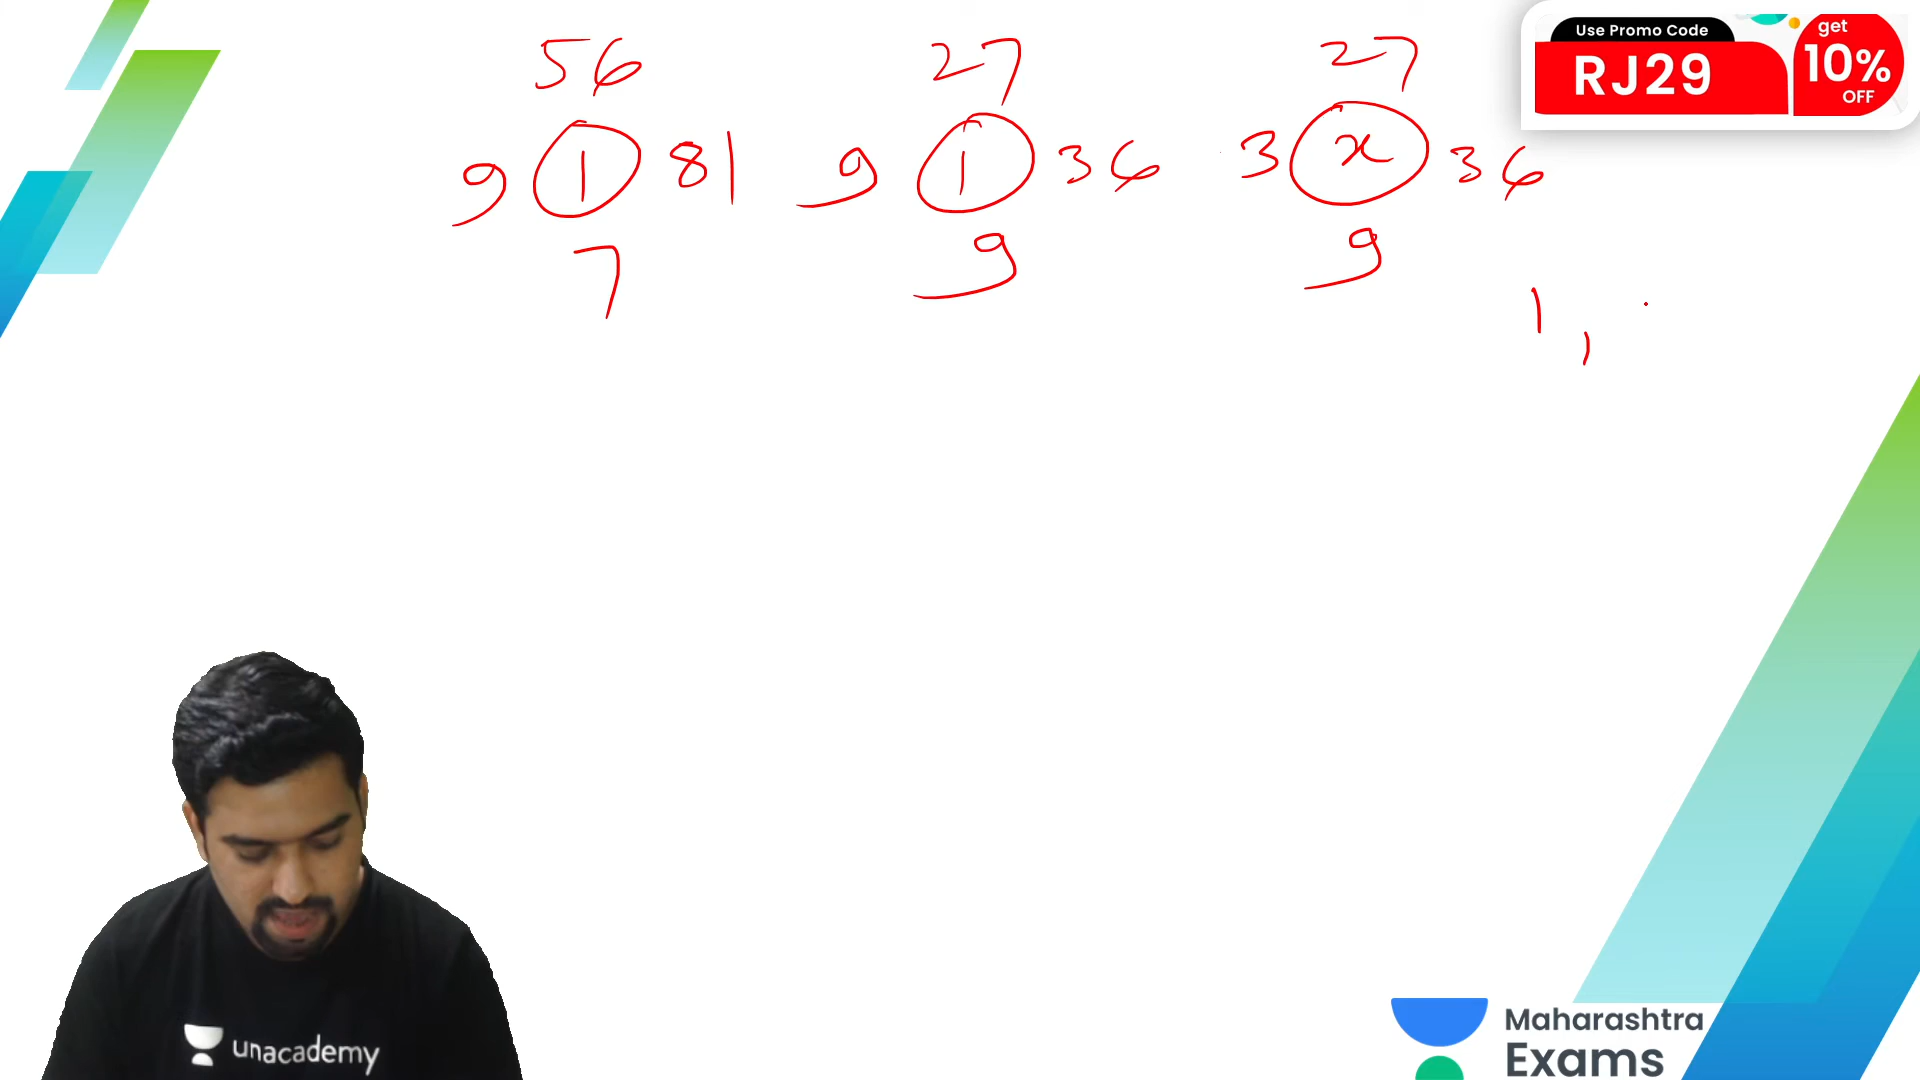 56 27 27
9 1 81 9 1 36 3 x 36
7 9 9
1,
Use Promo Code
RJ29
get
10%
OFF
unacademy
Maharashtra
Exams